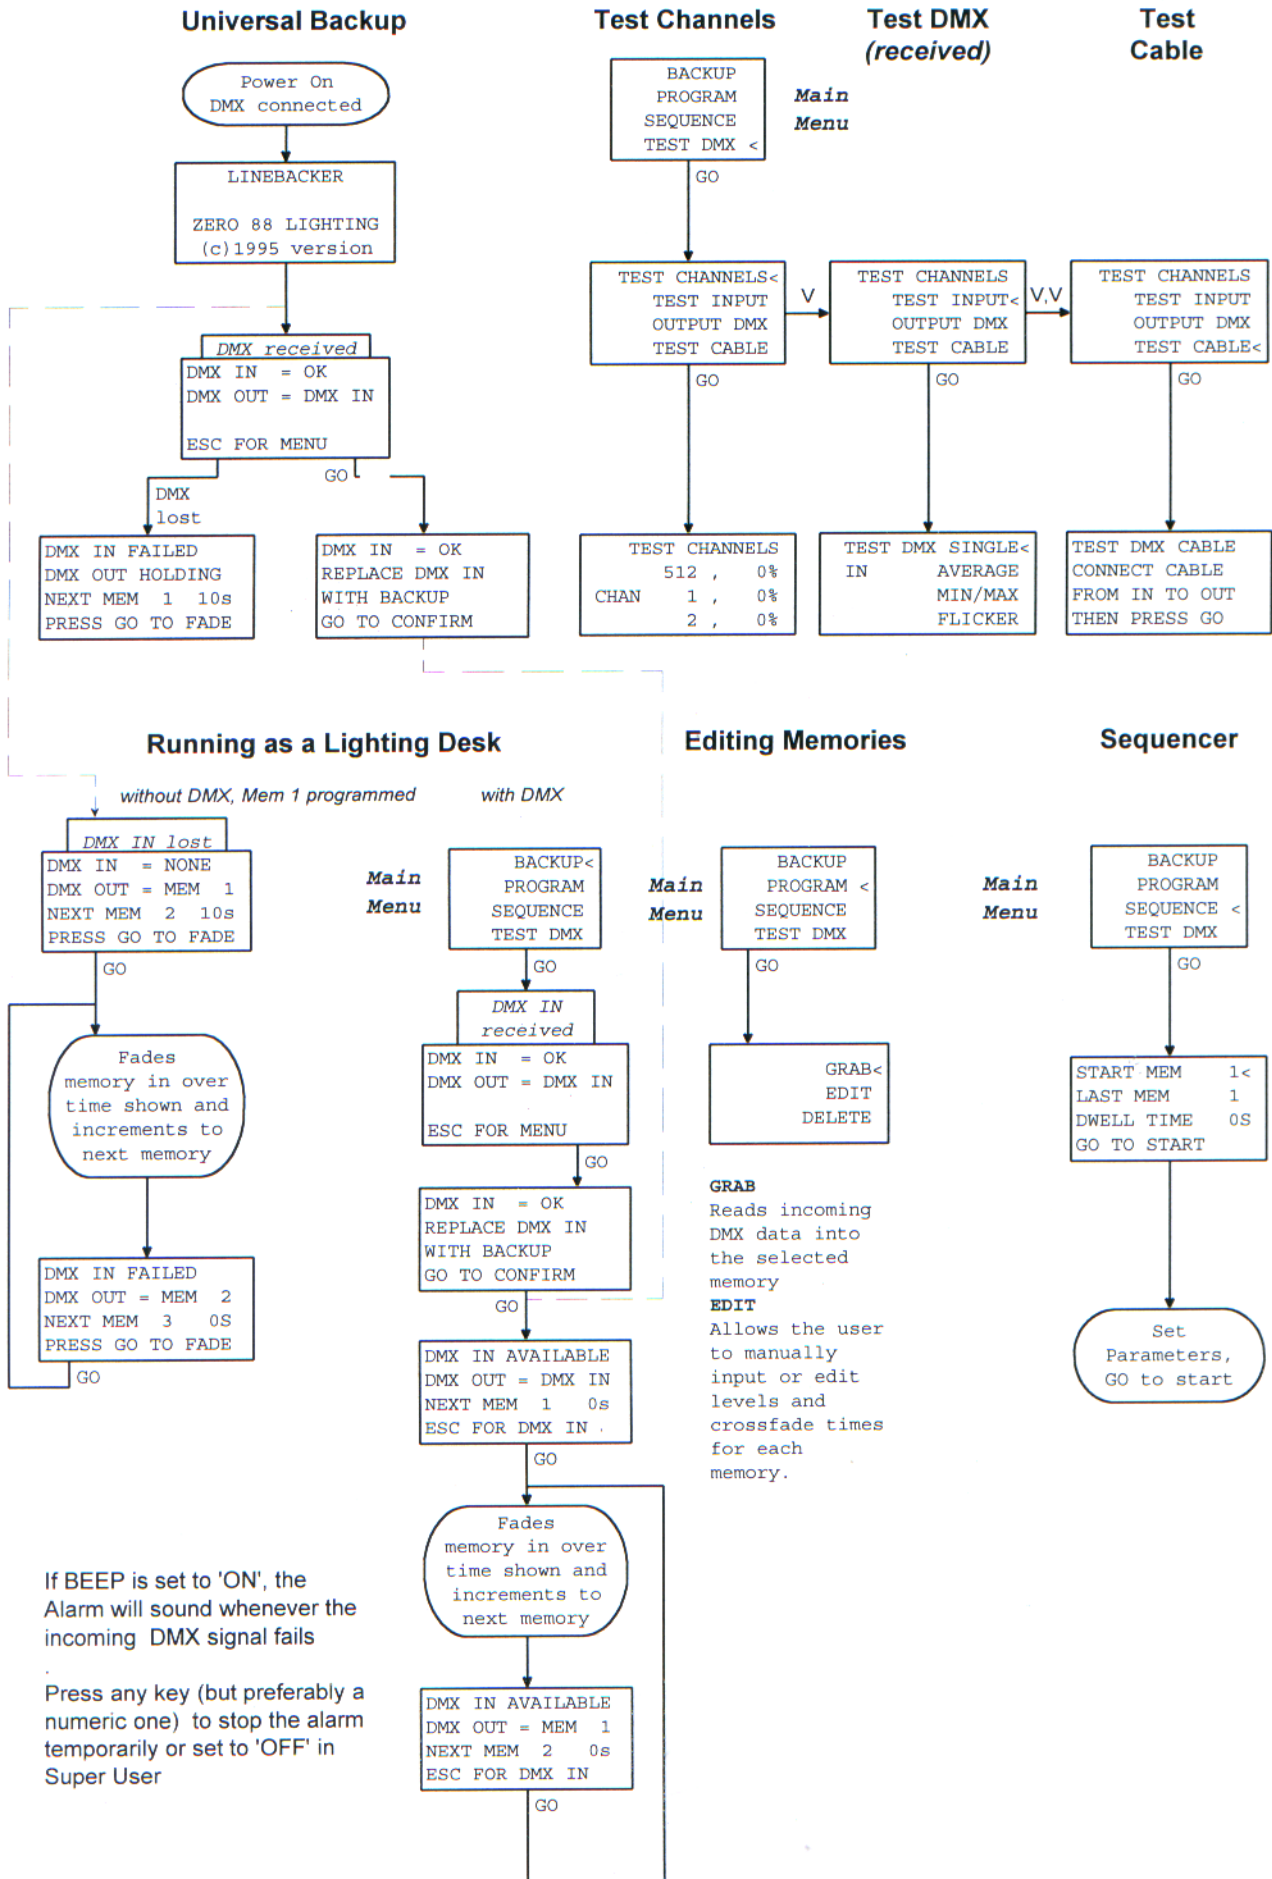 Universal Backup
Power On
DMX connected
LINEBACKER
ZERO 88 LIGHTING
(c)1995 version
DMX received
DMX IN = OK
DMX OUT = DMX IN
ESC FOR MENU
DMX
lost
GO
DMX IN FAILED
DMX OUT HOLDING
NEXT MEM 1 10s
PRESS GO TO FADE
DMX IN = OK
REPLACE DMX IN
WITH BACKUP
GO TO CONFIRM
Test Channels
BACKUP
PROGRAM
SEQUENCE
TEST DMX <
Main
Menu
GO
TEST CHANNELS<
TEST INPUT
OUTPUT DMX
TEST CABLE
GO
TEST CHANNELS
512 , 0%
CHAN 1 , 0%
2 , 0%
Test DMX
(received)
V
TEST CHANNELS
TEST INPUT<
OUTPUT DMX
TEST CABLE
GO
TEST DMX SINGLE<
IN AVERAGE
MIN/MAX
FLICKER
Test
Cable
V,V
TEST CHANNELS
TEST INPUT
OUTPUT DMX
TEST CABLE<
GO
TEST DMX CABLE
CONNECT CABLE
FROM IN TO OUT
THEN PRESS GO
Running as a Lighting Desk
without DMX, Mem 1 programmed
DMX IN lost
DMX IN = NONE
DMX OUT = MEM 1
NEXT MEM 2 10s
PRESS GO TO FADE
GO
Fades
memory in over
time shown and
increments to
next memory
DMX IN FAILED
DMX OUT = MEM 2
NEXT MEM 3 0S
PRESS GO TO FADE
GO
with DMX
Main
Menu
BACKUP<
PROGRAM
SEQUENCE
TEST DMX
GO
DMX IN
received
DMX IN = OK
DMX OUT = DMX IN
ESC FOR MENU
GO
DMX IN = OK
REPLACE DMX IN
WITH BACKUP
GO TO CONFIRM
GO
DMX IN AVAILABLE
DMX OUT = DMX IN
NEXT MEM 1 0s
ESC FOR DMX IN
GO
Fades
memory in over
time shown and
increments to
next memory
DMX IN AVAILABLE
DMX OUT = MEM 1
NEXT MEM 2 0s
ESC FOR DMX IN
GO
Editing Memories
Main
Menu
BACKUP
PROGRAM <
SEQUENCE
TEST DMX
GO
GRAB<
EDIT
DELETE
GRAB
Reads incoming
DMX data into
the selected
memory
EDIT
Allows the user
to manually
input or edit
levels and
crossfade times
for each
memory.
Sequencer
Main
Menu
BACKUP
PROGRAM
SEQUENCE <
TEST DMX
GO
START MEM 1<
LAST MEM 1
DWELL TIME 0S
GO TO START
Set
Parameters,
GO to start
If BEEP is set to 'ON', the
Alarm will sound whenever the
incoming DMX signal fails
.
Press any key (but preferably a
numeric one) to stop the alarm
temporarily or set to 'OFF' in
Super User